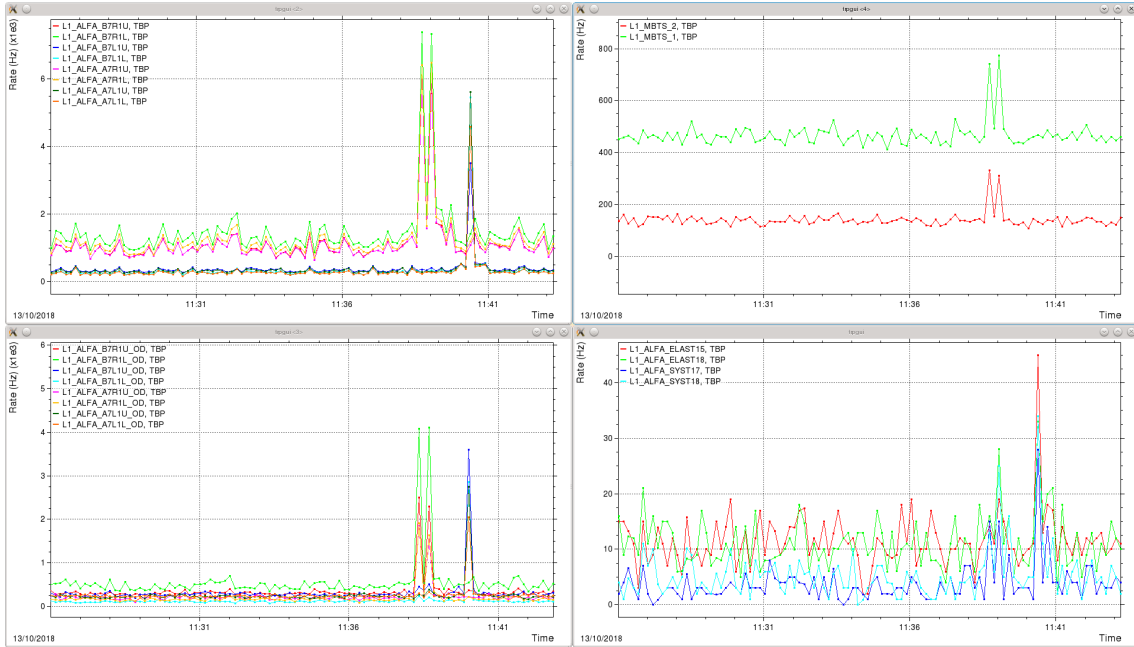 tipgui <2>
Rate (Hz) (x1e3)
L1_ALFA_B7R1U, TBP
L1_ALFA_B7R1L, TBP
L1_ALFA_B7L1U, TBP
L1_ALFA_B7L1L, TBP
L1_ALFA_A7R1U, TBP
L1_ALFA_A7R1L, TBP
L1_ALFA_A7L1U, TBP
L1_ALFA_A7L1L, TBP
6
4
2
0
11:31 11:36 11:41
13/10/2018 Time
tipgui <4>
Rate (Hz)
L1_MBTS_2, TBP
L1_MBTS_1, TBP
800
600
400
200
0
11:31 11:36 11:41
13/10/2018 Time
tipgui <3>
Rate (Hz) (x1e3)
L1_ALFA_B7R1U_OD, TBP
L1_ALFA_B7R1L_OD, TBP
L1_ALFA_B7L1U_OD, TBP
L1_ALFA_B7L1L_OD, TBP
L1_ALFA_A7R1U_OD, TBP
L1_ALFA_A7R1L_OD, TBP
L1_ALFA_A7L1U_OD, TBP
L1_ALFA_A7L1L_OD, TBP
6
5
4
3
2
1
0
11:31 11:36 11:41
13/10/2018 Time
tipgui
Rate (Hz)
L1_ALFA_ELAST15, TBP
L1_ALFA_ELAST18, TBP
L1_ALFA_SYST17, TBP
L1_ALFA_SYST18, TBP
40
30
20
10
0
11:31 11:36 11:41
13/10/2018 Time